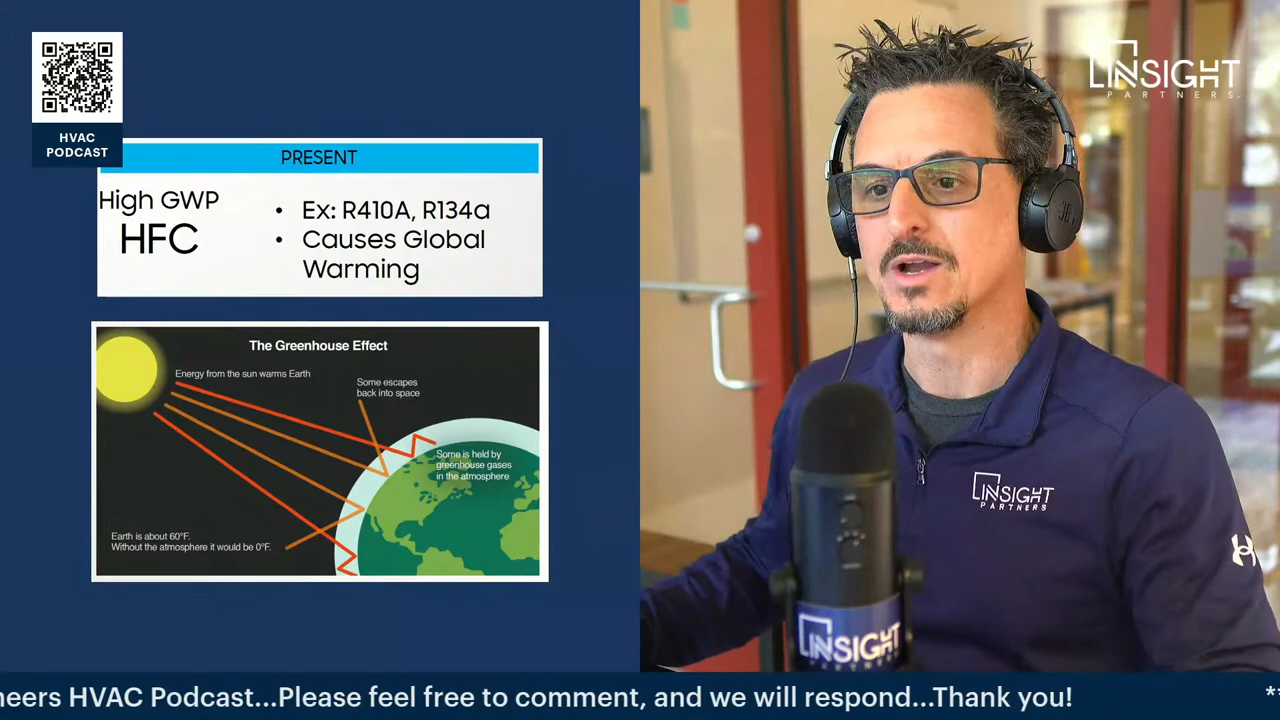 HVAC
PODCAST
PRESENT
High GWP
HFC
• Ex: R410A, R134a
• Causes Global
Warming
The Greenhouse Effect
Energy from the sun warms Earth
Some escapes
back into space
Some is held by
greenhouse gases
in the atmosphere
Earth is about 60°F.
Without the atmosphere it would be 0°F.
INSIGHT
PARTNERS.
INSIGHT
PARTNERS
INSIGHT
PARTNERS
neers HVAC Podcast...Please feel free to comment, and we will respond...Thank you!
**